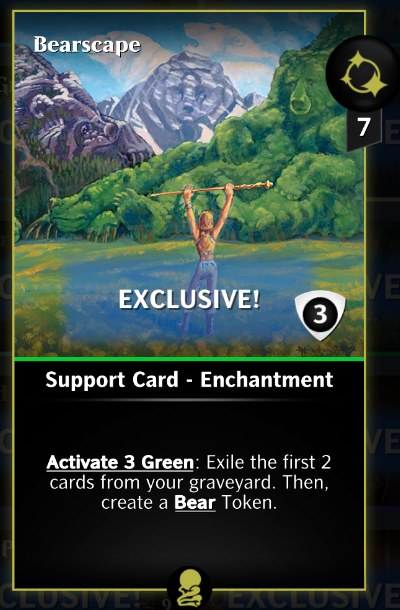 Bearscape
7
EXCLUSIVE!
3
Support Card - Enchantment
Activate 3 Green: Exile the first 2
cards from your graveyard. Then,
create a Bear Token.